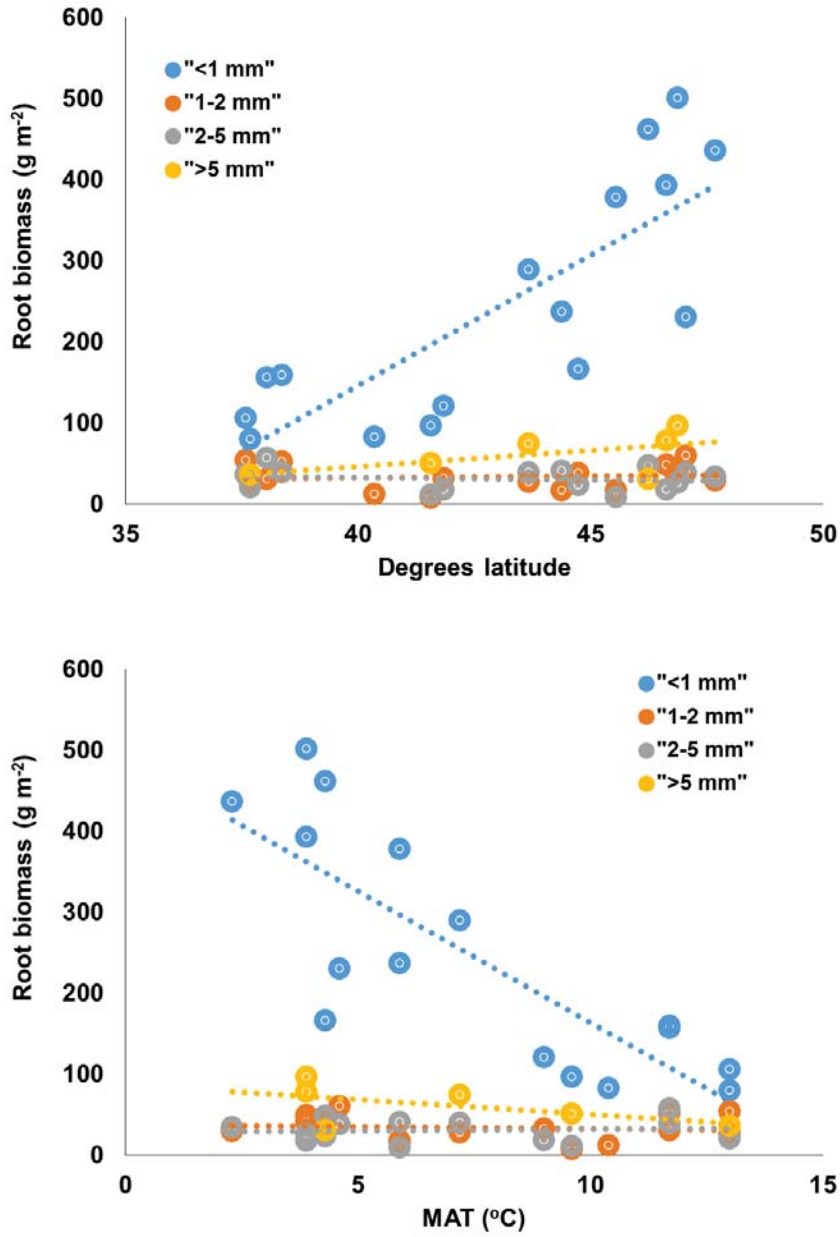 600
500
400
300
200
100
0
Root biomass (g m-2)
"<1 mm"
"1-2 mm"
"2-5 mm"
">5 mm"
35 40 45 50
Degrees latitude
600
500
400
300
200
100
0
Root biomass (g m-2)
"<1 mm"
"1-2 mm"
"2-5 mm"
">5 mm"
0 5 10 15
MAT (oC)